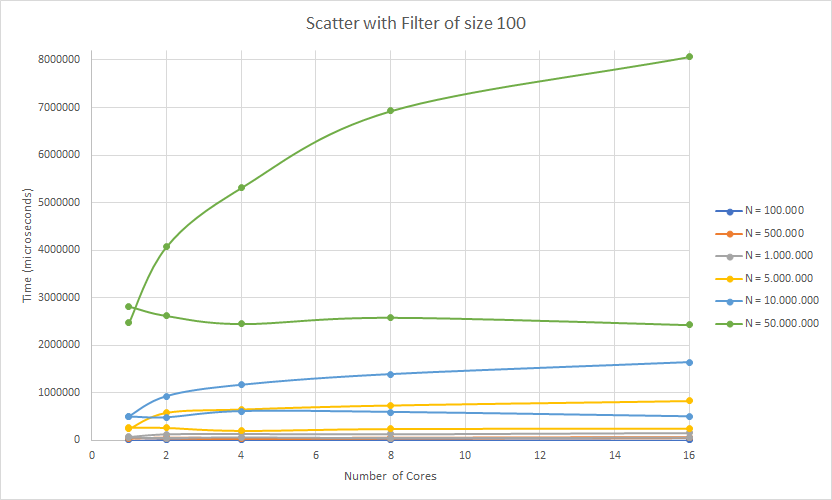 Scatter with Filter of size 100
8000000
7000000
6000000
5000000
4000000
3000000
2000000
1000000
0
Time (microseconds)
0 2 4 6 8 10 12 14 16
Number of Cores
N = 100.000
N = 500.000
N = 1.000.000
N = 5.000.000
N = 10.000.000
N = 50.000.000